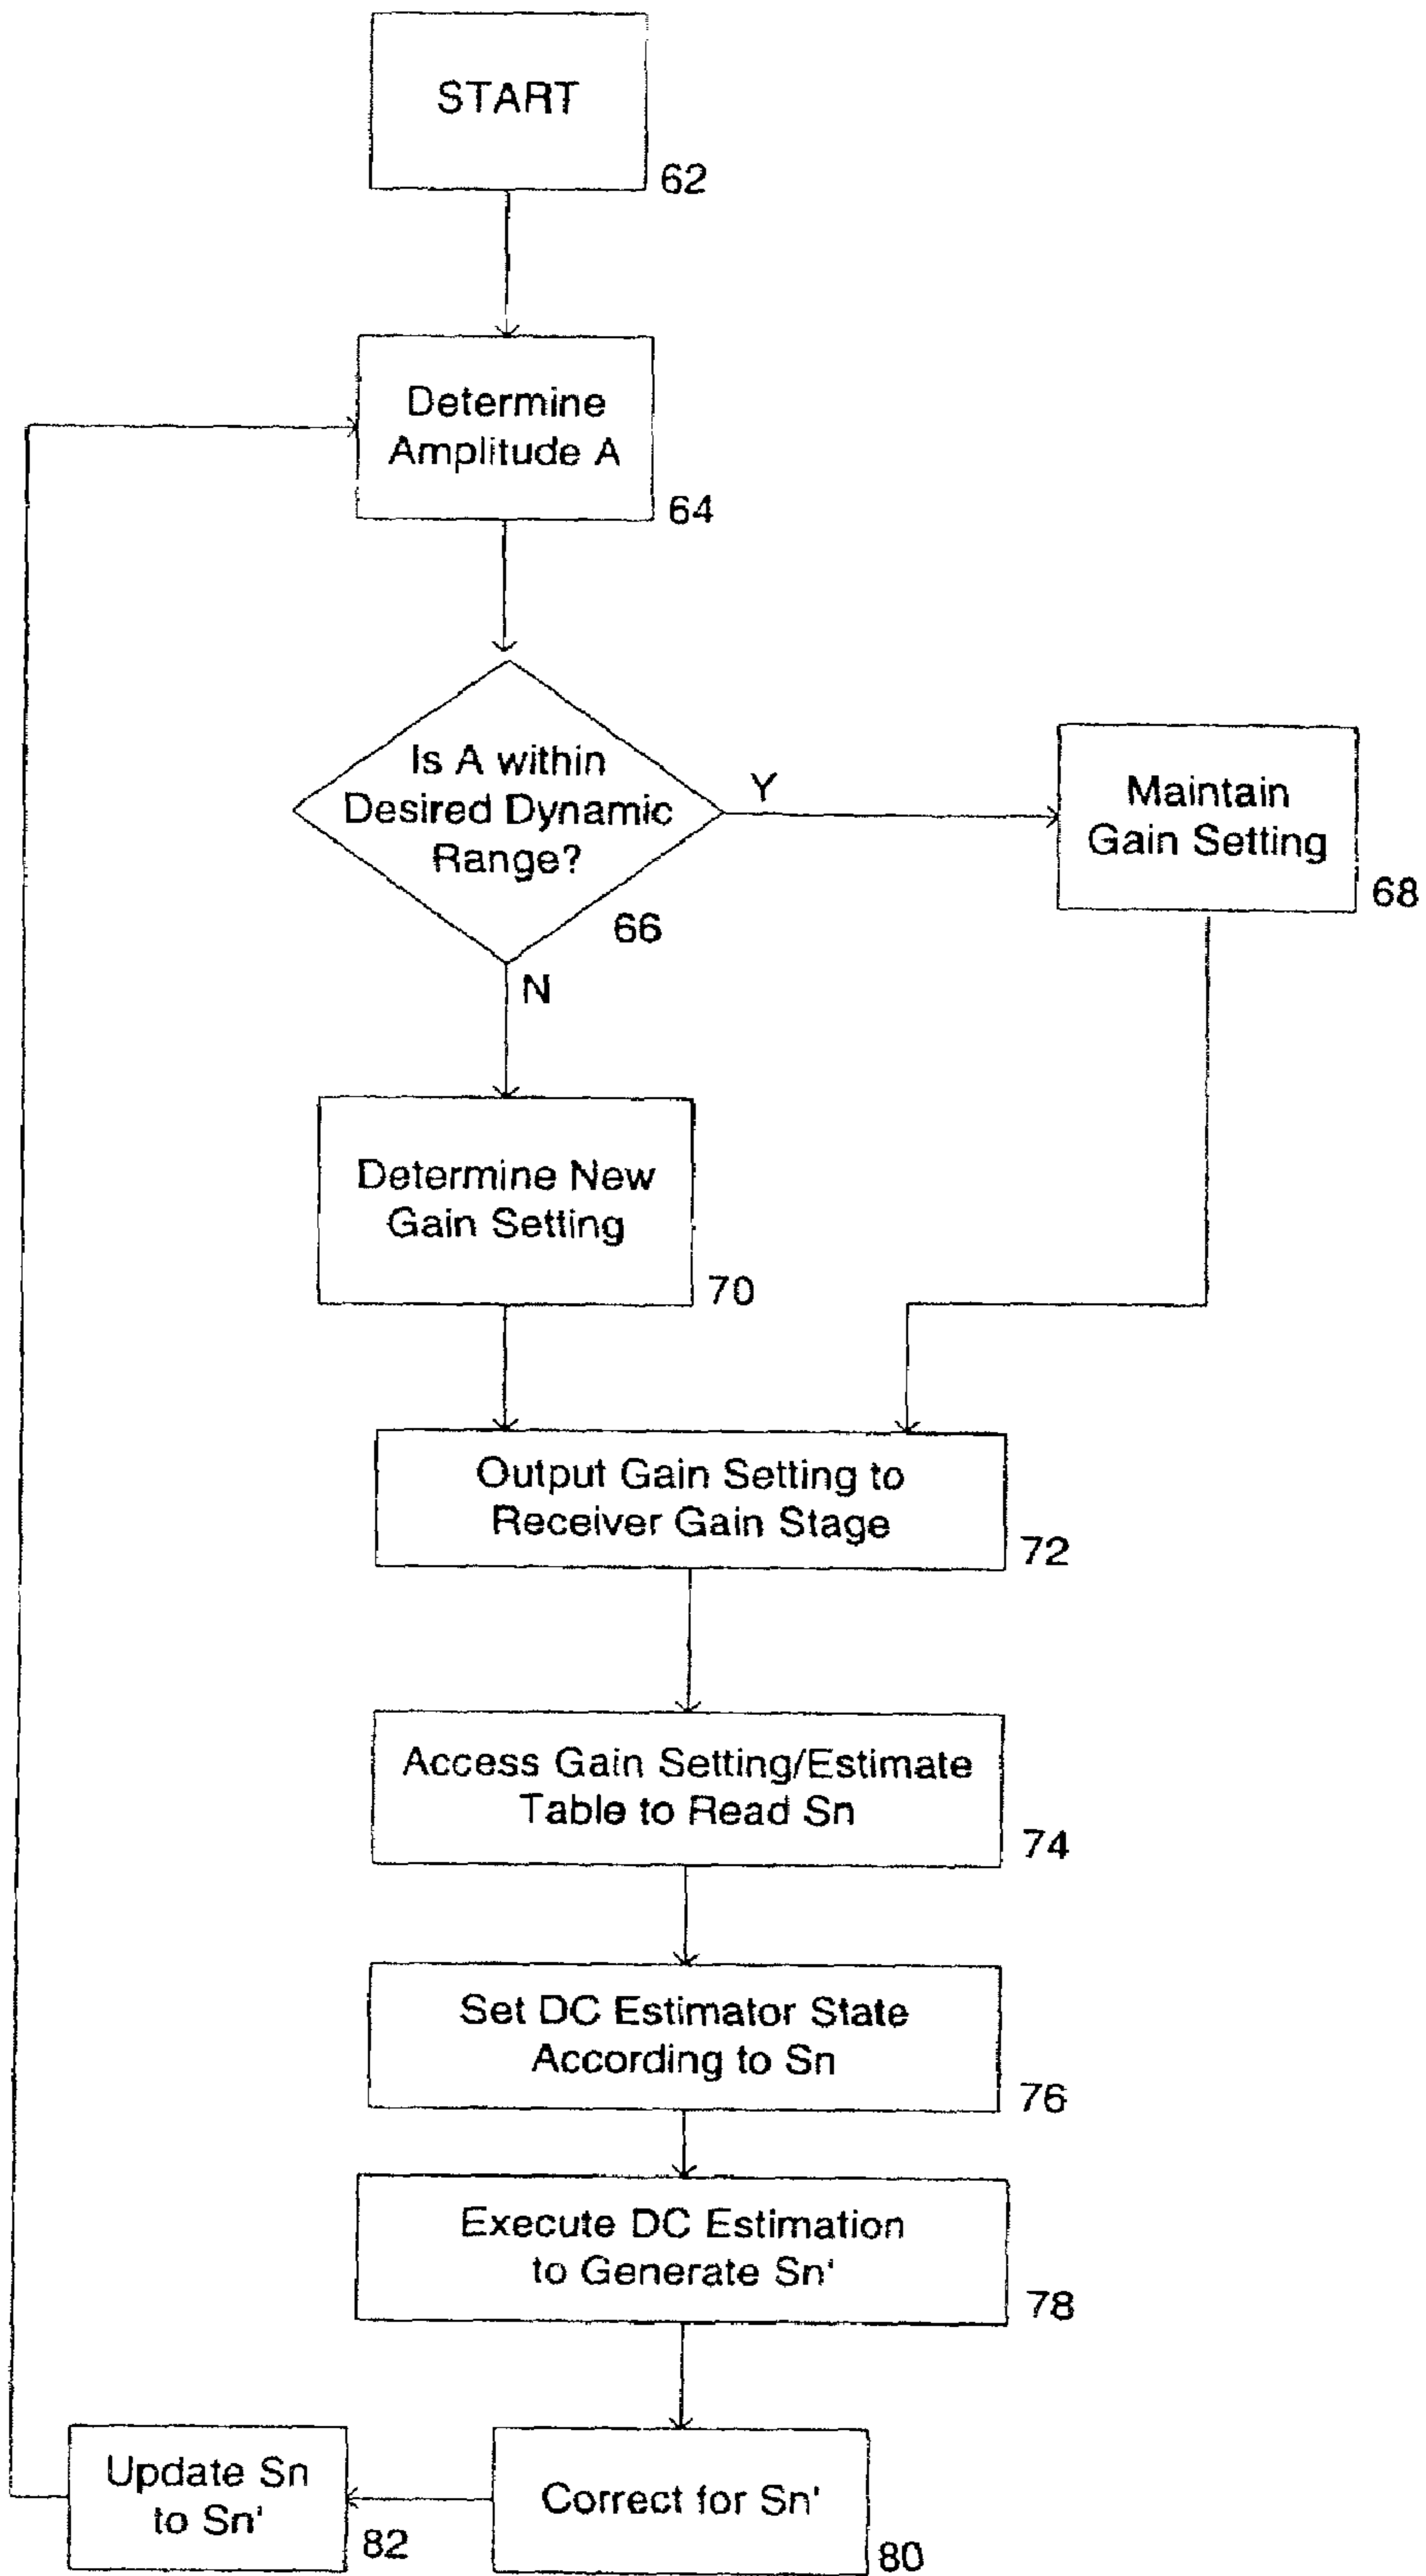 START
62
Determine
Amplitude A
64
Is A within
Desired Dynamic
Range?
66
Y
Maintain
Gain Setting
68
N
Determine New
Gain Setting
70
Output Gain Setting to
Receiver Gain Stage
72
Access Gain Setting/Estimate
Table to Read Sn
74
Set DC Estimator State
According to Sn
76
Execute DC Estimation
to Generate Sn'
78
Correct for Sn'
80
Update Sn
to Sn'
82